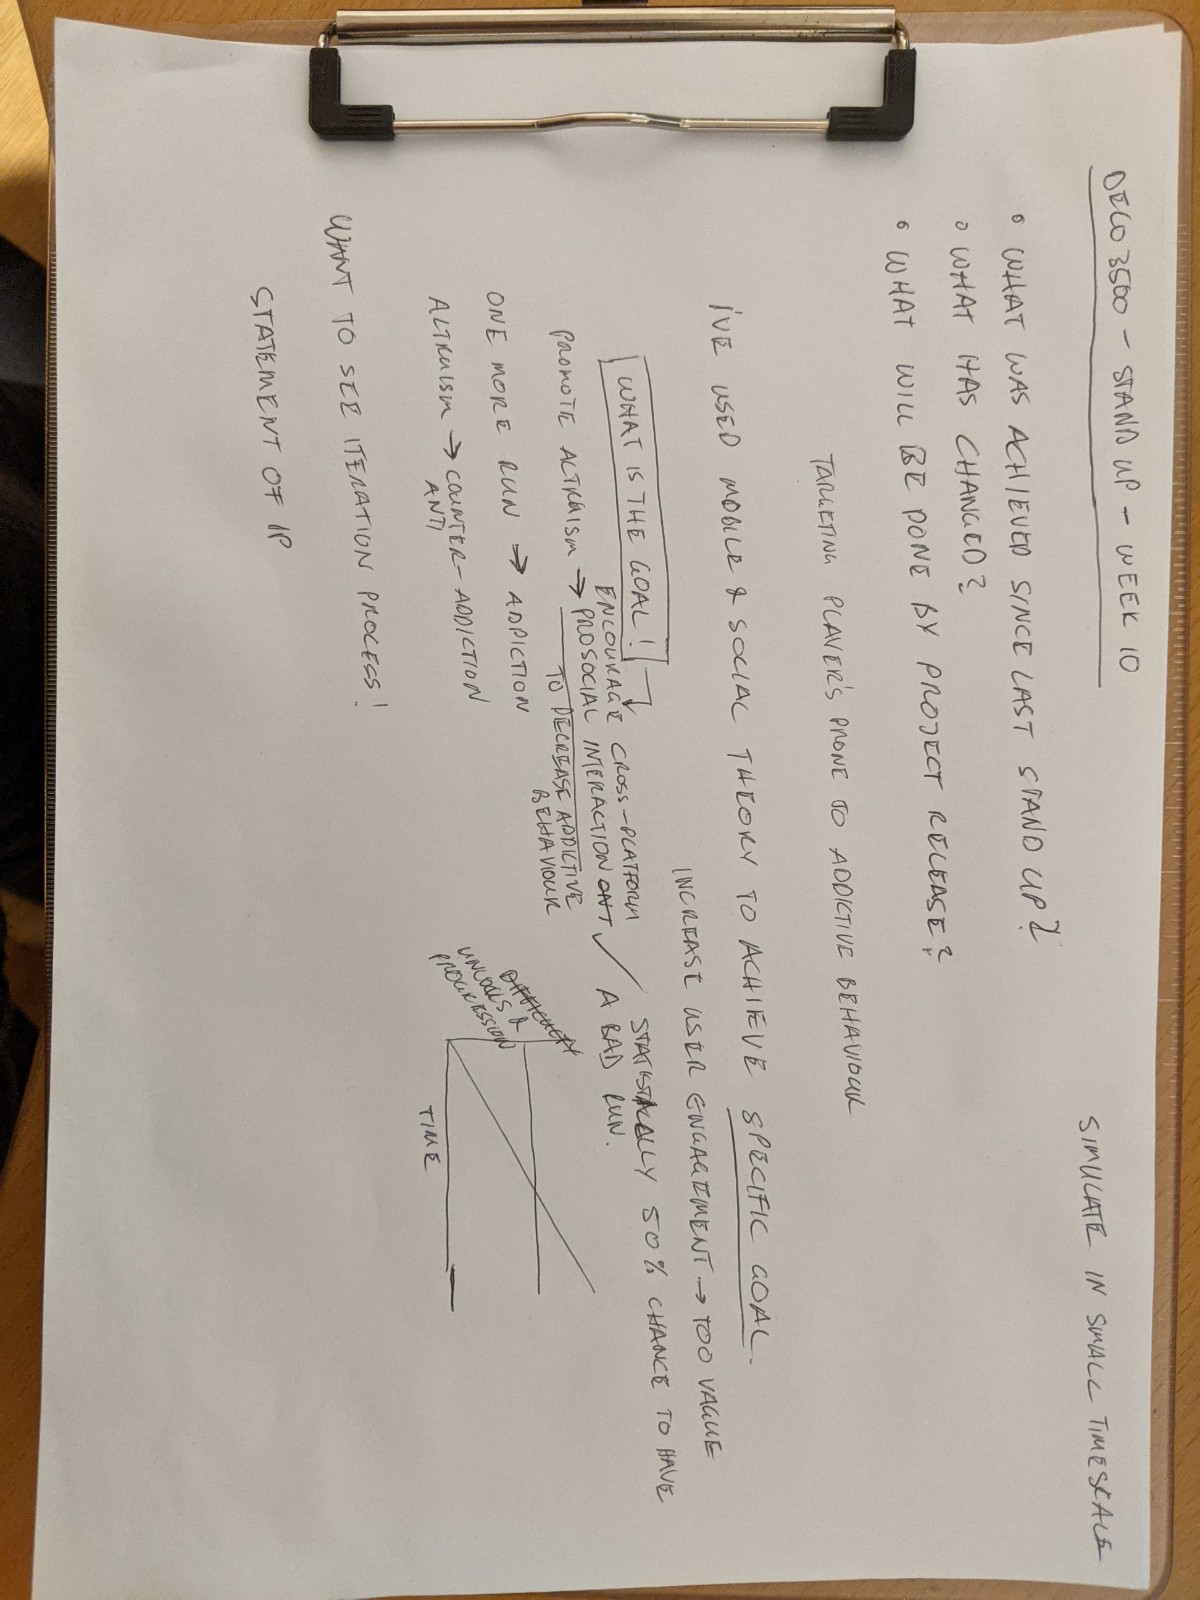 DECO3500 - STAND UP - WEEK 10
SIMULATE IN SMALL TIMESCALE
WHAT WAS ACHIEVED SINCE LAST STAND UP?
WHAT HAS CHANGED?
WHAT WILL BE DONE BY PROJECT RELEASE?
TARGETING PLAYER'S PRONE TO ADDICTIVE BEHAVIOUR
I'VE USED MOBILE & SOCIAL THEORY TO ACHIEVE SPECIFIC GOAL.
INCREASE USER ENGAGEMENT → TOO VAGUE
WHAT IS THE GOAL!
STATISTICALLY 50% CHANCE TO HAVE
A BAD RUN.
ENCOURAGE CROSS-PLATFORM
PROMOTE ALTRUISM → PROSOCIAL INTERACTION
TO DECREASE ADDICTIVE
BEHAVIOUR
ONE MORE RUN → ADDICTION
ALTRUISM → COUNTER-ADDICTION
ANTI
DIFFICULTY
UNLOCKS &
PROGRESSION
TIME
WANT TO SEE ITERATION PROCESS!
STATEMENT OF IP